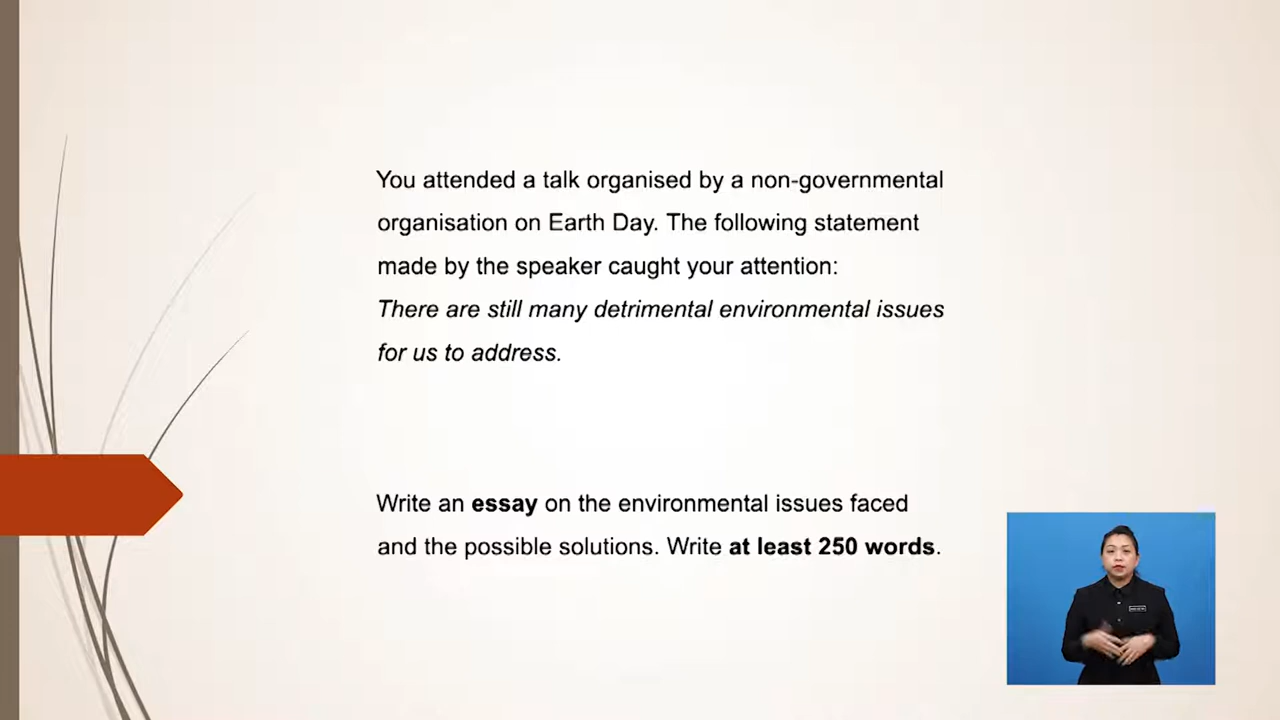 You attended a talk organised by a non-governmental
organisation on Earth Day. The following statement
made by the speaker caught your attention:
There are still many detrimental environmental issues
for us to address.
Write an essay on the environmental issues faced
and the possible solutions. Write at least 250 words.